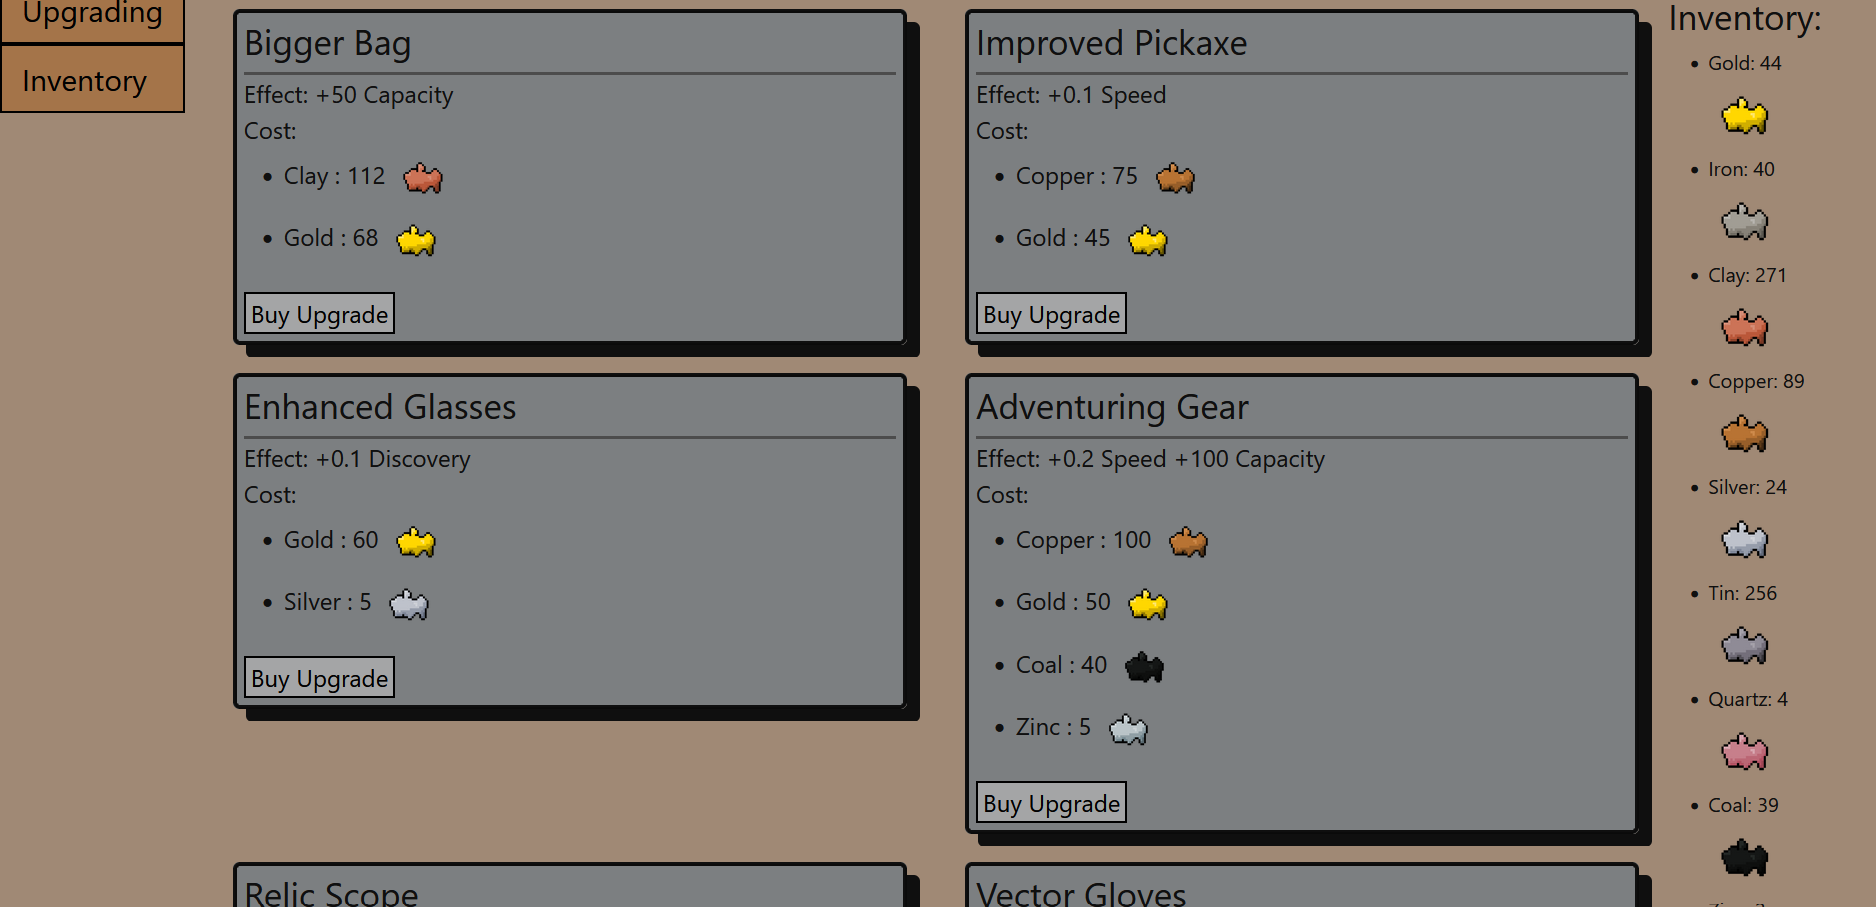 Upgrading
Inventory
Bigger Bag
Effect: +50 Capacity
Cost:
Clay : 112
Gold : 68
Buy Upgrade
Improved Pickaxe
Effect: +0.1 Speed
Cost:
Copper : 75
Gold : 45
Buy Upgrade
Enhanced Glasses
Effect: +0.1 Discovery
Cost:
Gold : 60
Silver : 5
Buy Upgrade
Adventuring Gear
Effect: +0.2 Speed +100 Capacity
Cost:
Copper : 100
Gold : 50
Coal : 40
Zinc : 5
Buy Upgrade
Relic Scope
Vector Gloves
Inventory:
Gold: 44
Iron: 40
Clay: 271
Copper: 89
Silver: 24
Tin: 256
Quartz: 4
Coal: 39